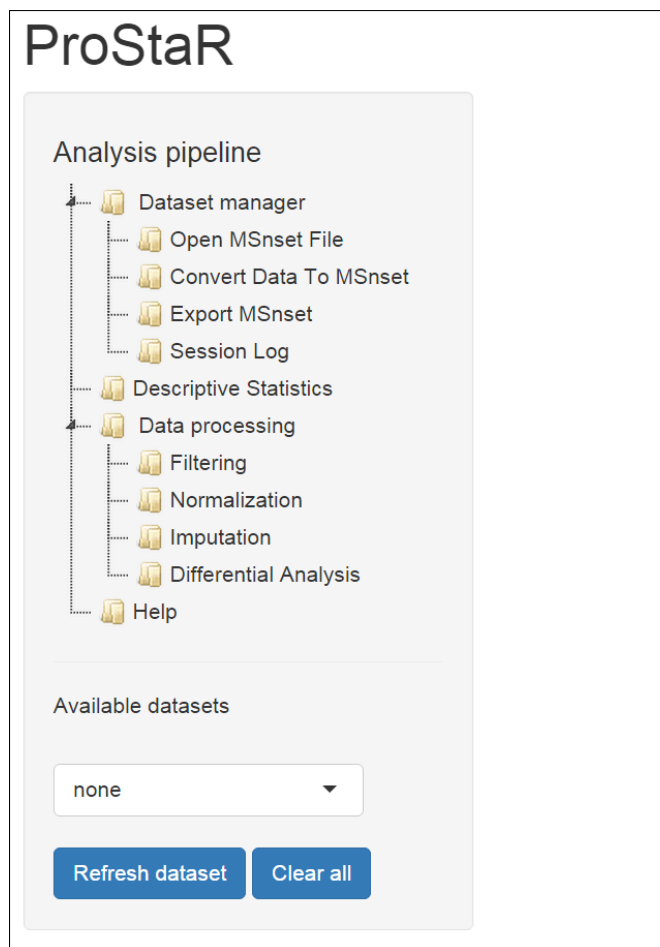 ProStaR
Analysis pipeline
Dataset manager
Open MSnset File
Convert Data To MSnset
Export MSnset
Session Log
Descriptive Statistics
Data processing
Filtering
Normalization
Imputation
Differential Analysis
Help
Available datasets
none
Refresh dataset Clear all